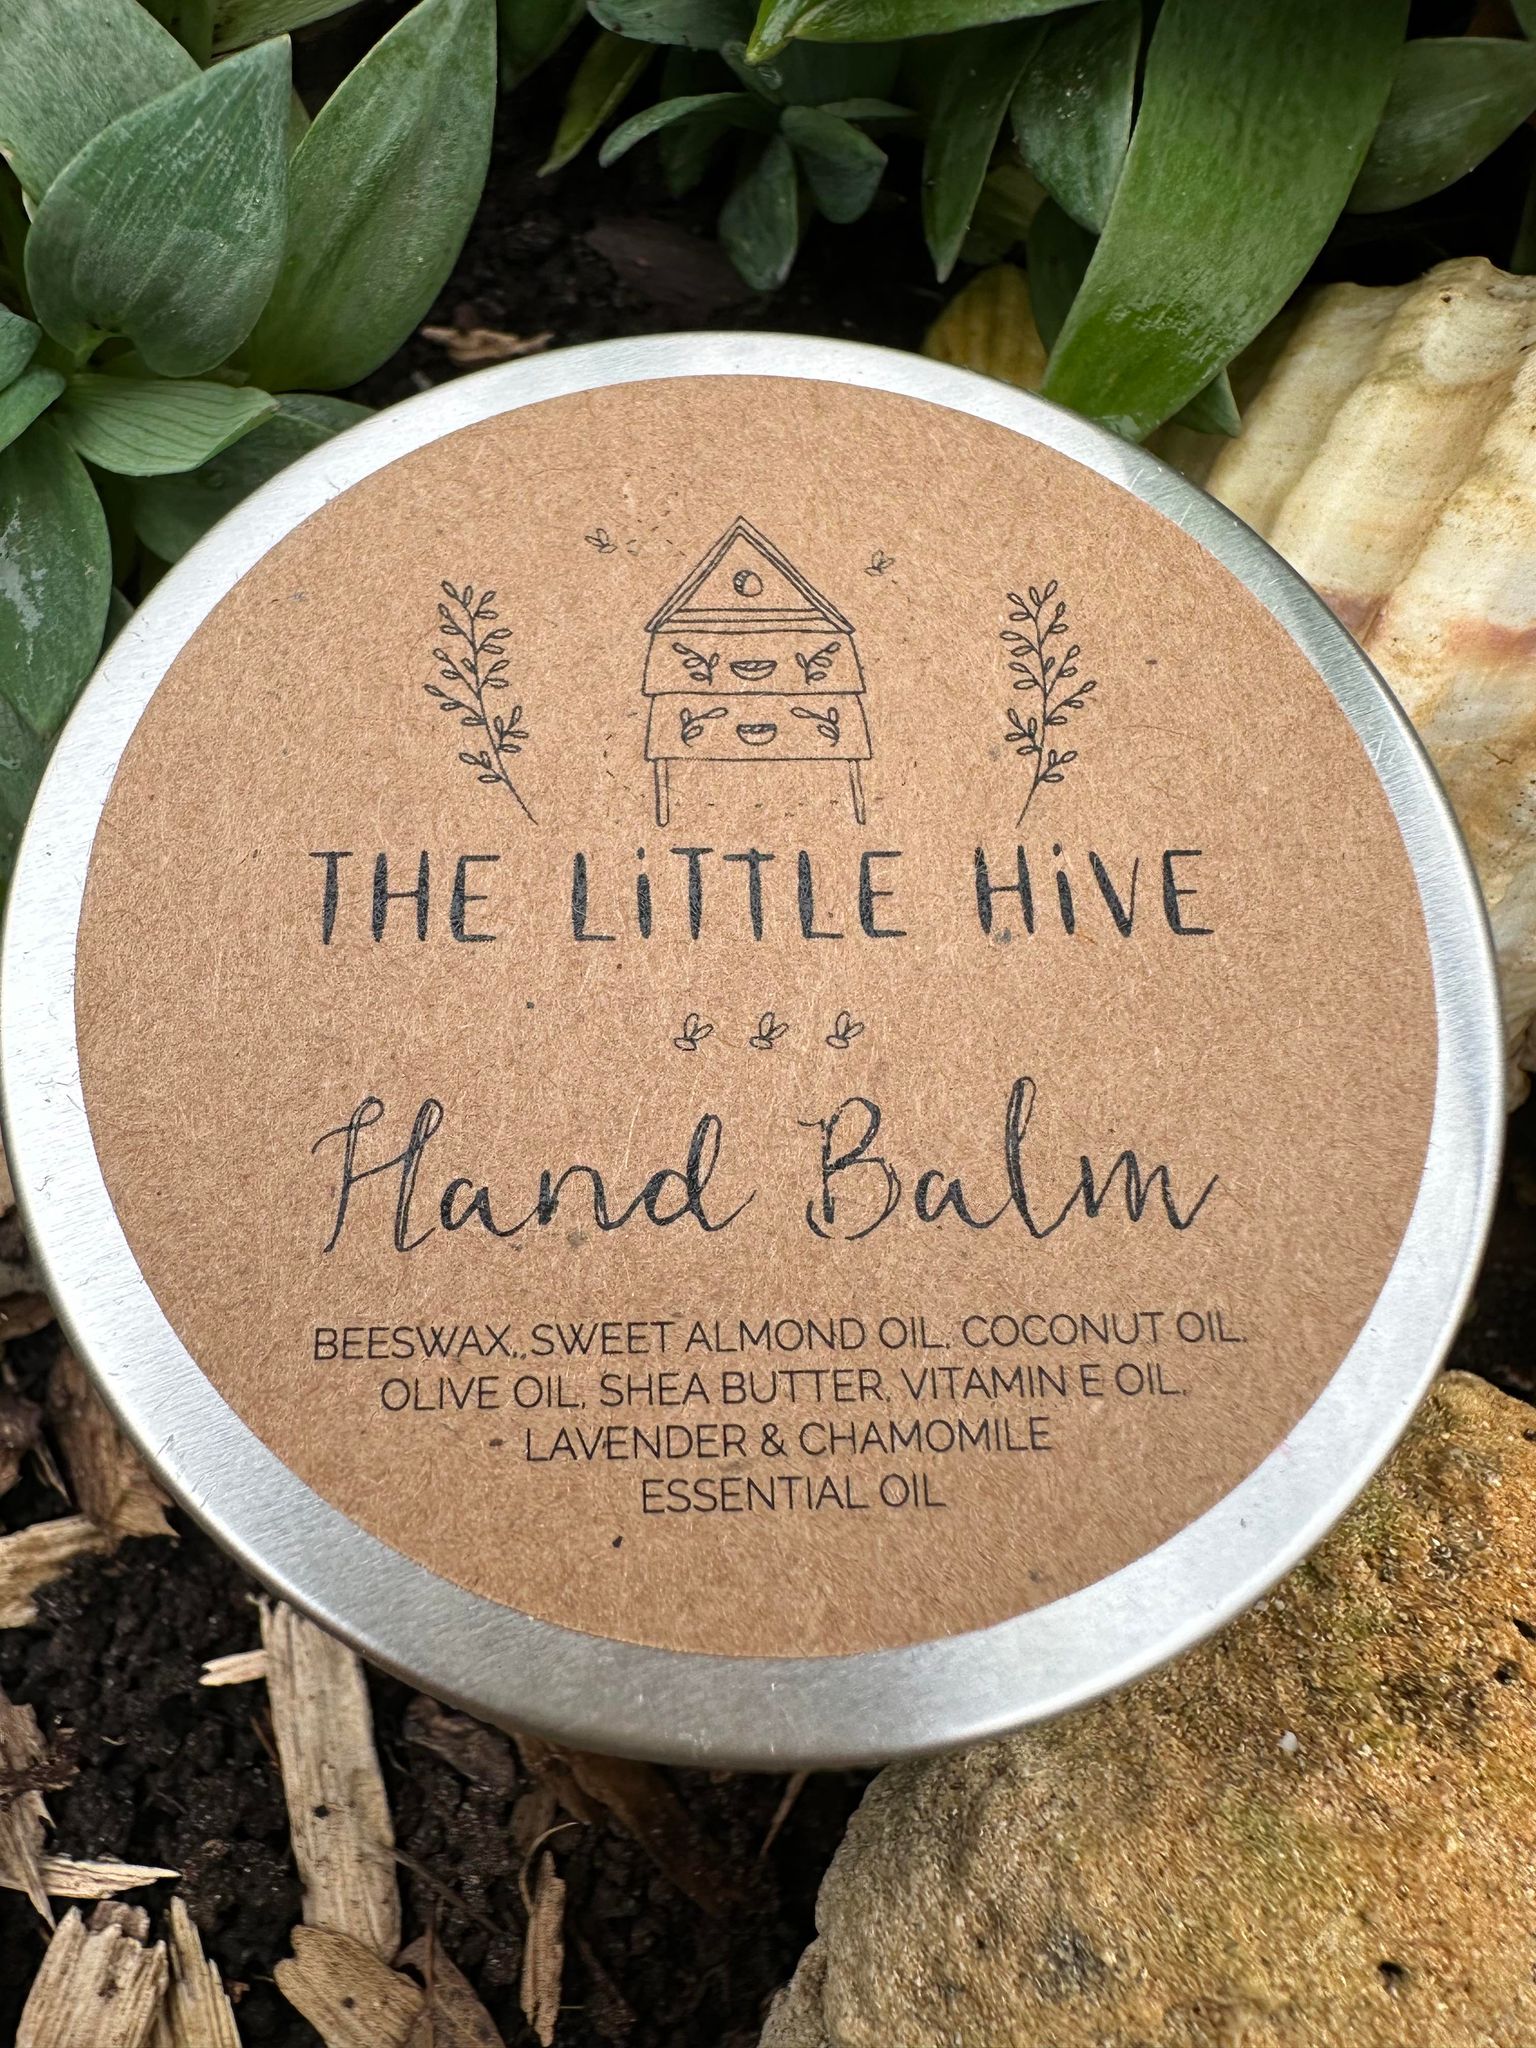 THE LiTTLE HiVE
Hand Balm
BEESWAX, SWEET ALMOND OIL, COCONUT OIL,
OLIVE OIL, SHEA BUTTER, VITAMIN E OIL,
LAVENDER & CHAMOMILE
ESSENTIAL OIL